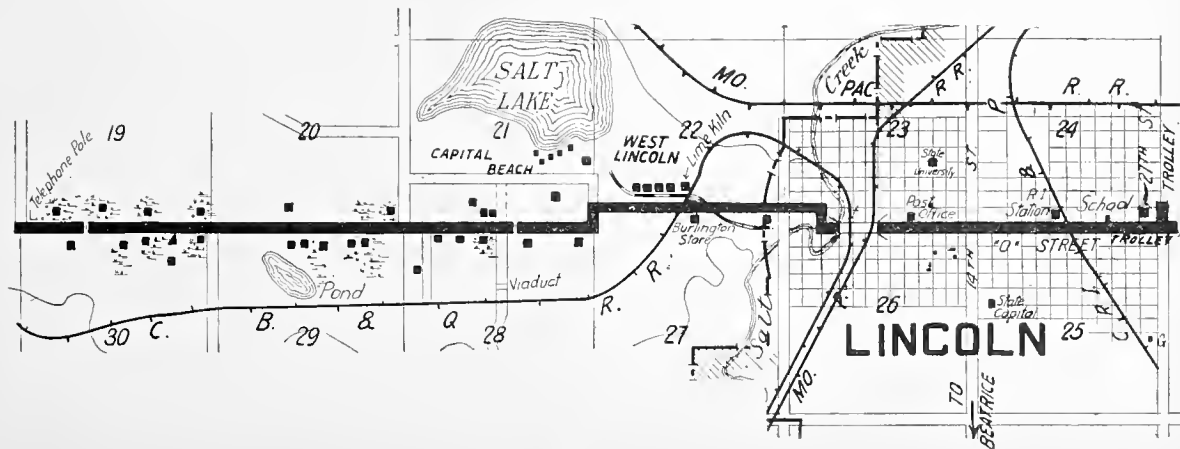 SALT
LAKE
19
20
21
22
23
24
Telephone Pole
CAPITAL
BEACH
WEST
LINCOLN
Lime Kiln
MO.
PAC
R.
R.
Creek
R.
R.
P
R.
R.
&
State
University
ST
27TH ST
TROLLEY
Post
Office
R I
Station
School
Burlington
Store
"O" STREET
TROLLEY
14TH
Pond
Viaduct
State
Capital
Salt
30
C.
B.
29
&
Q
28
R.
R.
27
26
25
R.
I.
C
G
LINCOLN
MO.
TO
BEATRICE